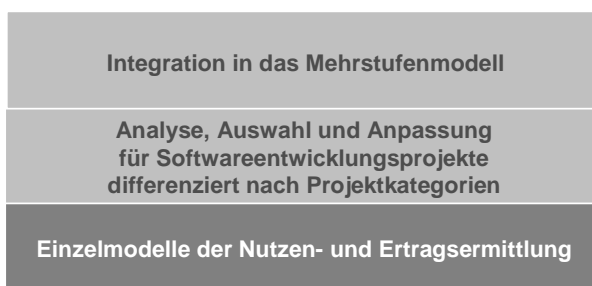 Integration in das Mehrstufenmodell
Analyse, Auswahl und Anpassung
für Softwareentwicklungsprojekte
differenziert nach Projektkategorien
Einzelmodelle der Nutzen- und Ertragsermittlung